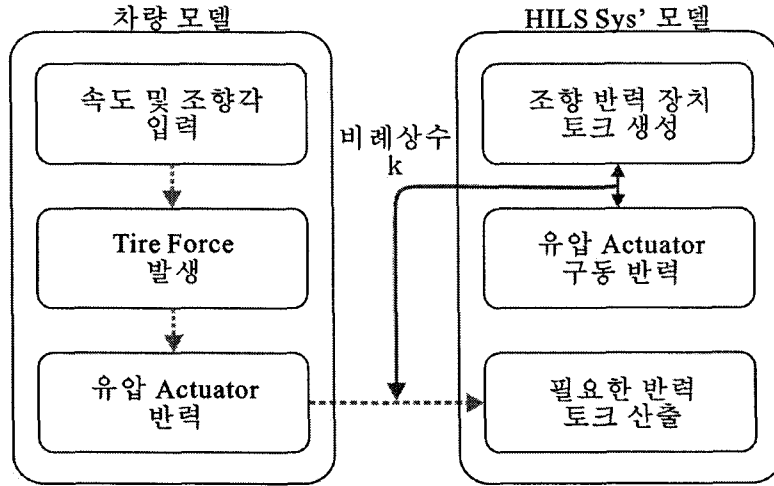 차량 모델
속도 및 조향각
입력
Tire Force
발생
유압 Actuator
반력
비례상수
k
HILS Sys’ 모델
조향 반력 장치
토크 생성
유압 Actuator
구동 반력
필요한 반력
토크 산출